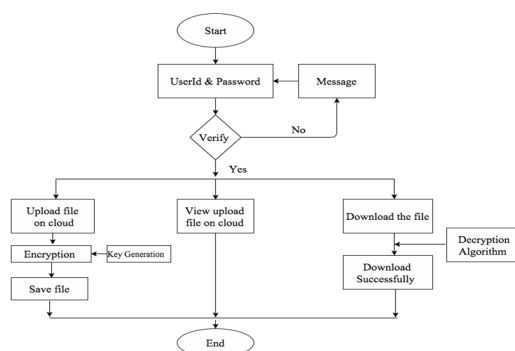 Start
UserId & Password
Message
Verify
No
Yes
Upload file
on cloud
View upload
file on cloud
Download the file
Encryption
Key Generation
Decryption
Algorithm
Save file
Download
Successfully
End